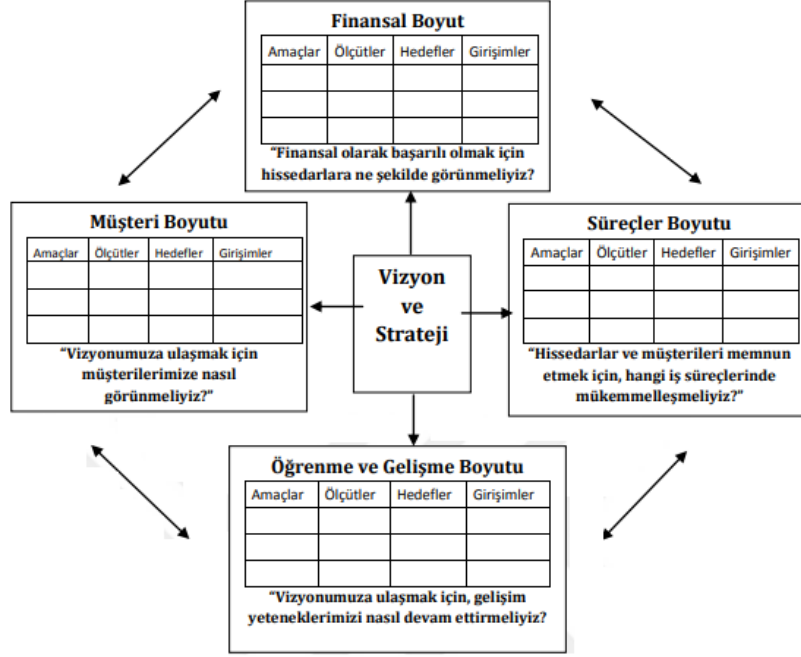 Finansal Boyut
Amaçlar Ölçütler Hedefler Girişimler
“Finansal olarak başarılı olmak için
hissedarlara ne şekilde görünmeliyiz?
Müşteri Boyutu
Amaçlar Ölçütler Hedefler Girişimler
“Vizyonumuza ulaşmak için
müşterilerimize nasıl
görünmeliyiz?”
Vizyon
ve
Strateji
Süreçler Boyutu
Amaçlar Ölçütler Hedefler Girişimler
“Hissedarlar ve müşterileri memnun
etmek için, hangi iş süreçlerinde
mükemmelleşmeliyiz?”
Öğrenme ve Gelişme Boyutu
Amaçlar Ölçütler Hedefler Girişimler
“Vizyonumuza ulaşmak için, gelişim
yeteneklerimizi nasıl devam ettirmeliyiz?